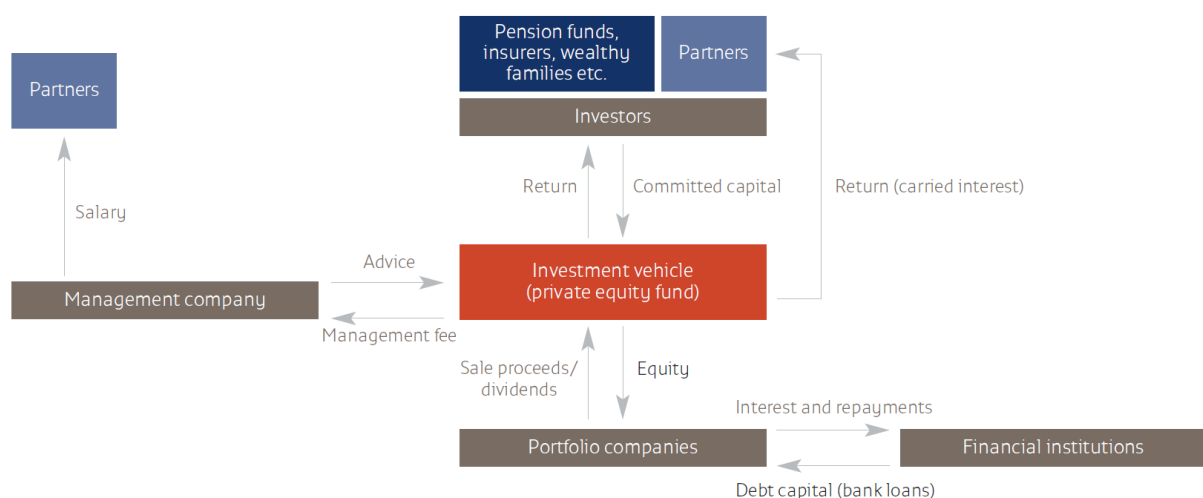 Pension funds,
insurers, wealthy
families etc.
Partners
Partners
Investors
Return
Committed capital
Return (carried interest)
Salary
Advice
Investment vehicle
(private equity fund)
Management company
Management fee
Sale proceeds/
dividends
Equity
Interest and repayments
Portfolio companies
Financial institutions
Debt capital (bank loans)